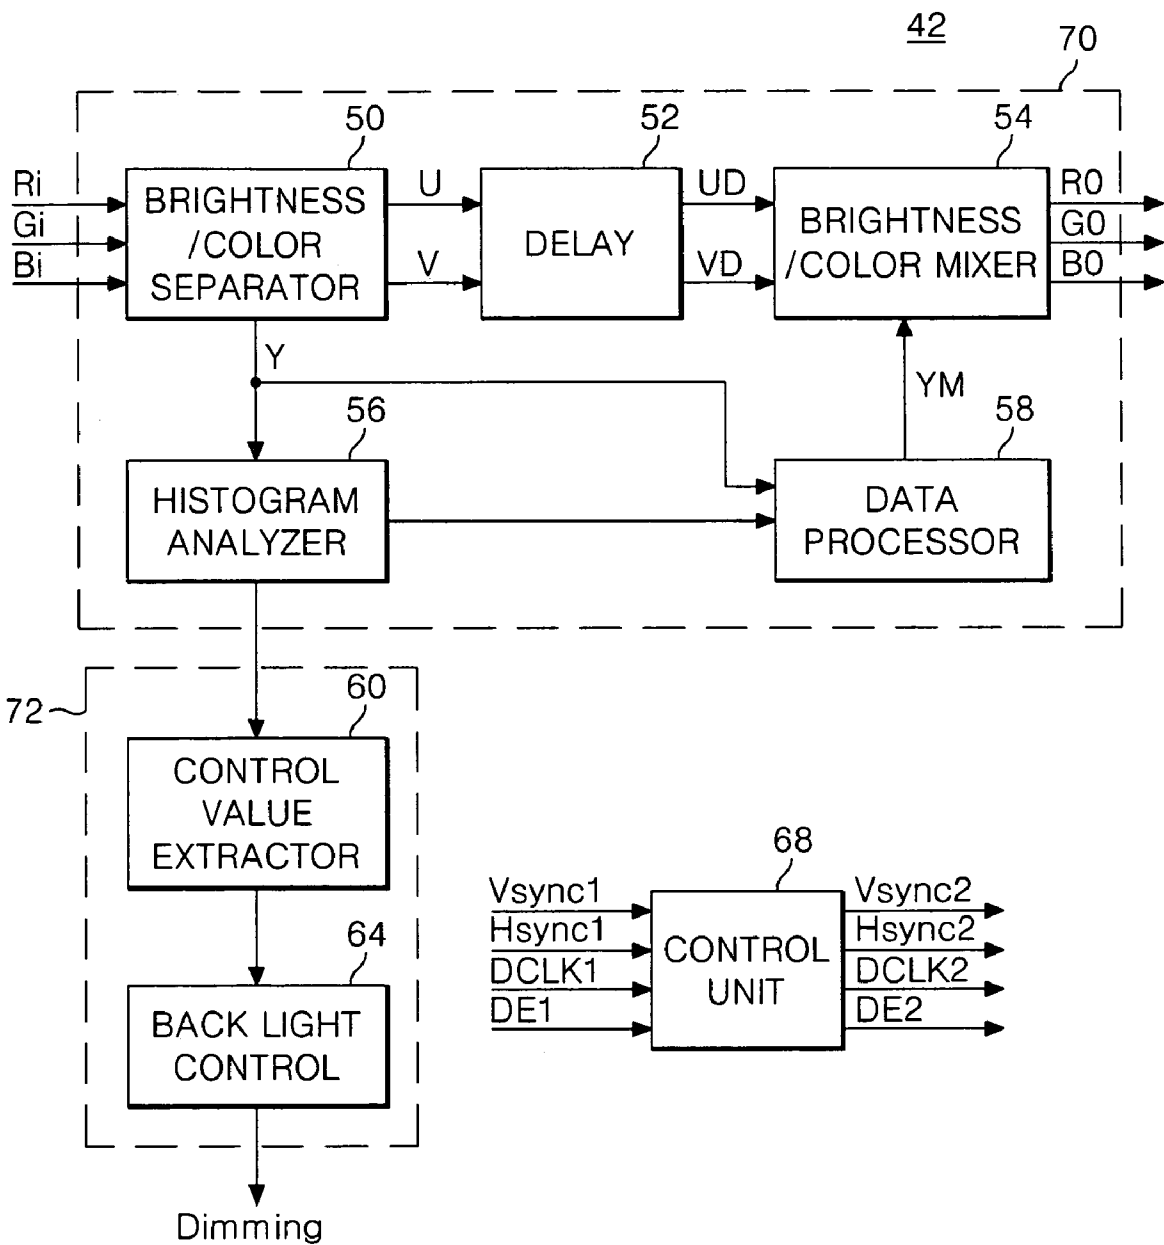 42
70
50
52
54
Ri
Gi
Bi
BRIGHTNESS
/COLOR
SEPARATOR
U
V
DELAY
UD
VD
BRIGHTNESS
/COLOR MIXER
R0
G0
B0
Y
YM
56
58
HISTOGRAM
ANALYZER
DATA
PROCESSOR
72
60
CONTROL
VALUE
EXTRACTOR
68
Vsync1
Hsync1
DCLK1
DE1
CONTROL
UNIT
Vsync2
Hsync2
DCLK2
DE2
64
BACK LIGHT
CONTROL
Dimming